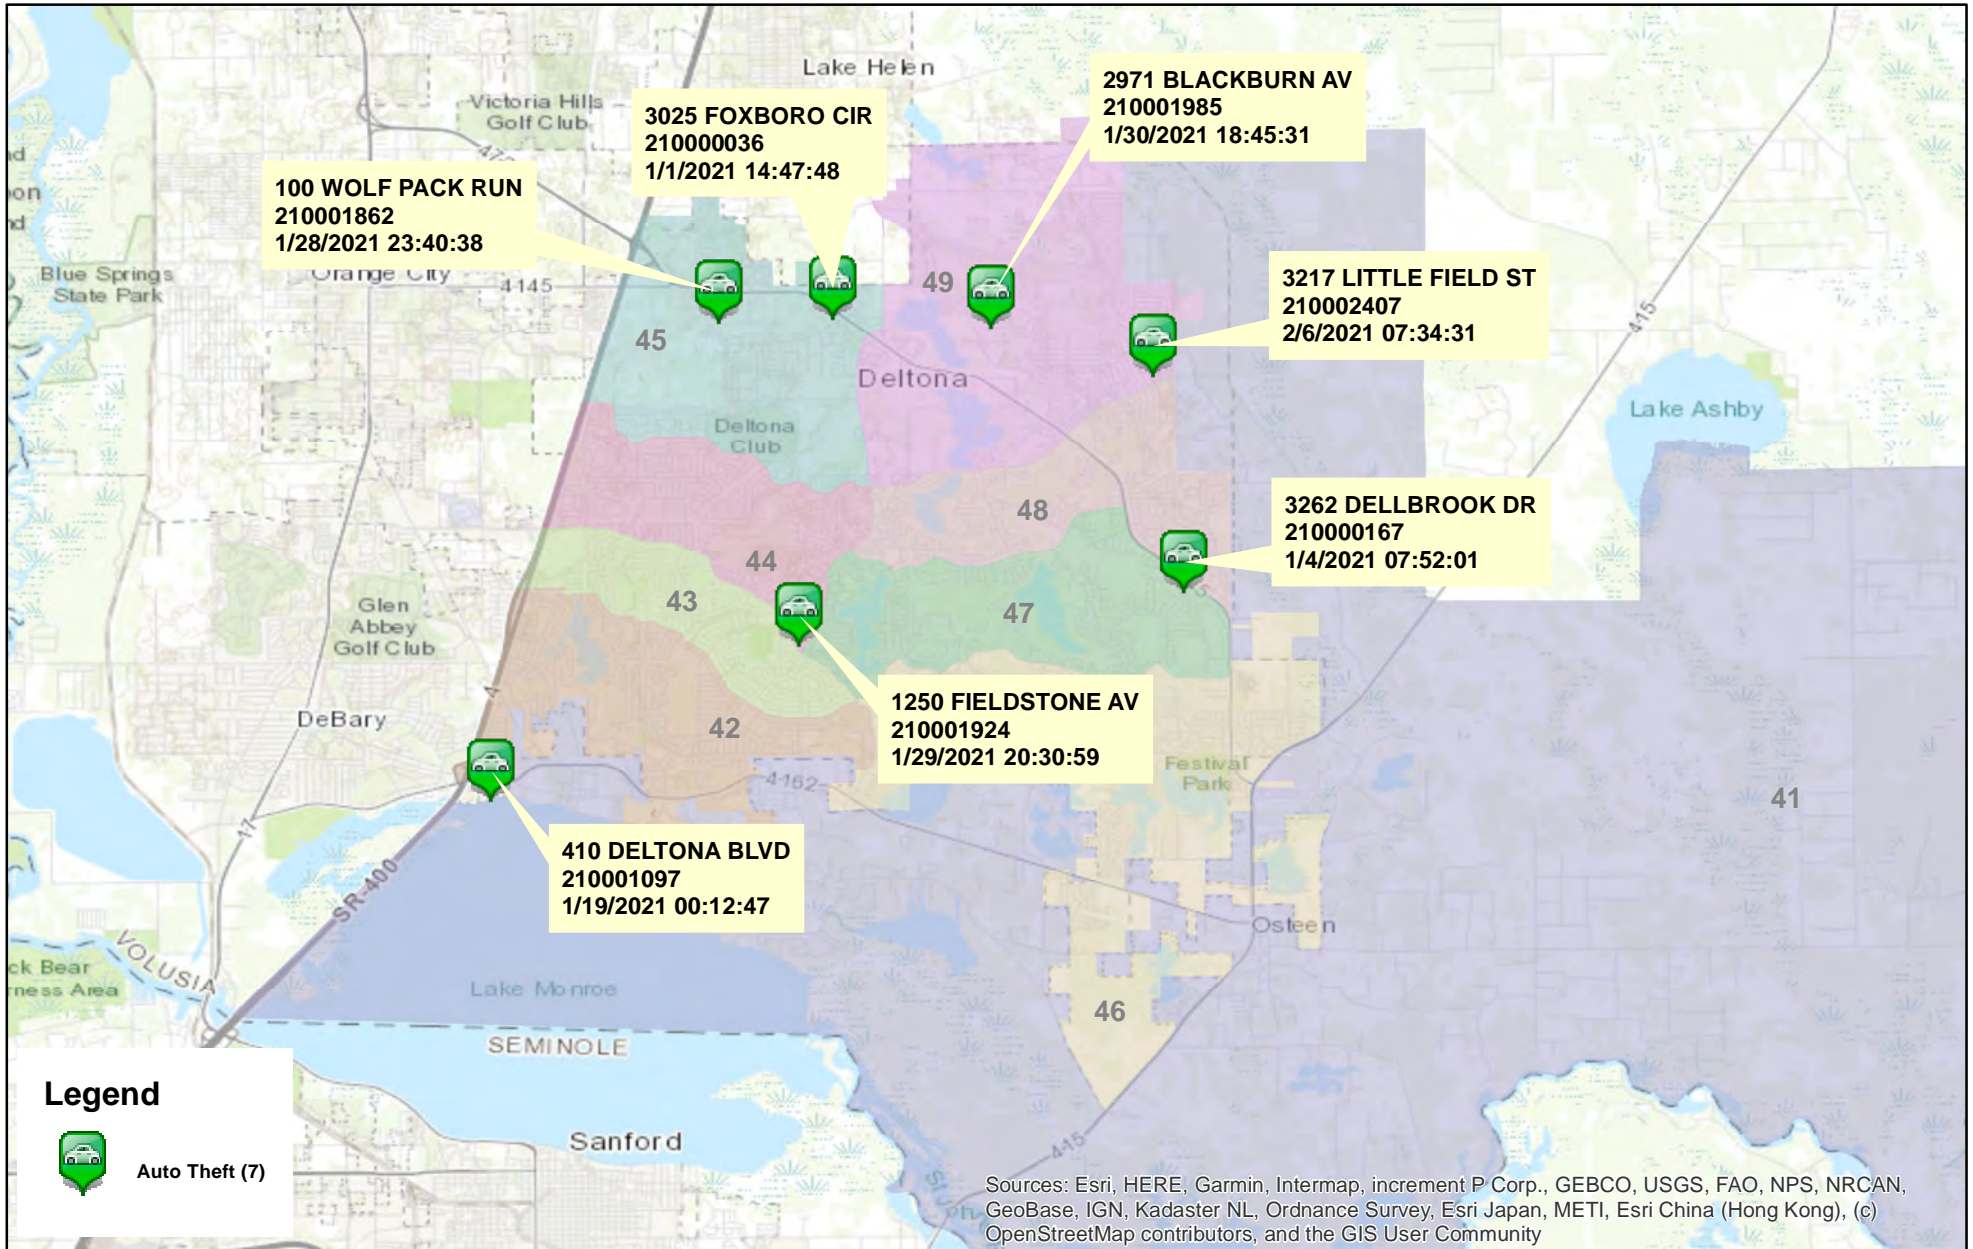 Lake Helen
2971 BLACKBURN AV
210001985
1/30/2021 18:45:31
Victoria Hills
Golf Club
3025 FOXBORO CIR
210000036
1/1/2021 14:47:48
100 WOLF PACK RUN
210001862
1/28/2021 23:40:38
Blue Springs
State Park
Orange City
4145
49
3217 LITTLE FIELD ST
210002407
2/6/2021 07:34:31
415
45
Deltona
Lake Ashby
Deltona
Club
48
3262 DELLBROOK DR
210000167
1/4/2021 07:52:01
44
43
47
Glen
Abbey
Golf Club
4
1250 FIELDSTONE AV
210001924
1/29/2021 20:30:59
DeBary
42
4162
Festival
Park
41
17
410 DELTONA BLVD
210001097
1/19/2021 00:12:47
SR-400
Osteen
VOLUSIA
ck Bear
rness Area
Lake Monroe
46
SEMINOLE
Legend
Auto Theft (7)
Sanford
415
Sources: Esri, HERE, Garmin, Intermap, increment P Corp., GEBCO, USGS, FAO, NPS, NRCAN,
GeoBase, IGN, Kadaster NL, Ordnance Survey, Esri Japan, METI, Esri China (Hong Kong), (c)
OpenStreetMap contributors, and the GIS User Community